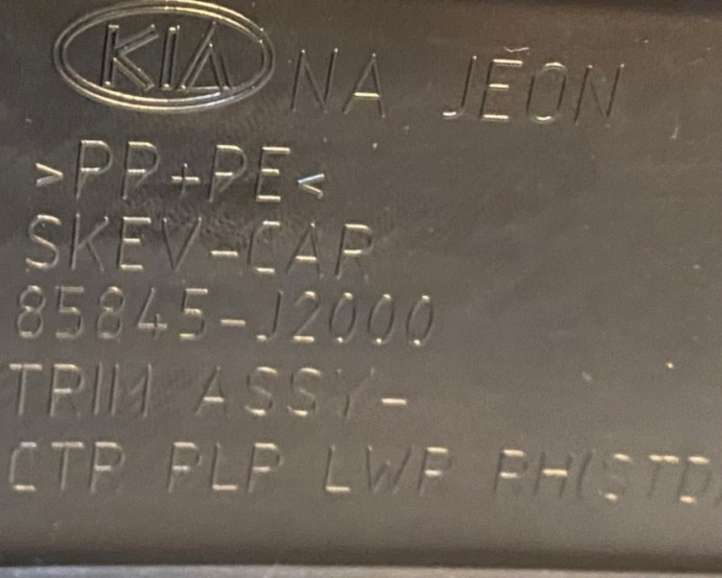 KIA NA JEON
>PP+PE<
SKEV-CAR
85845-J2000
TRIM ASSY-
CTR PLR LWR RH(STD